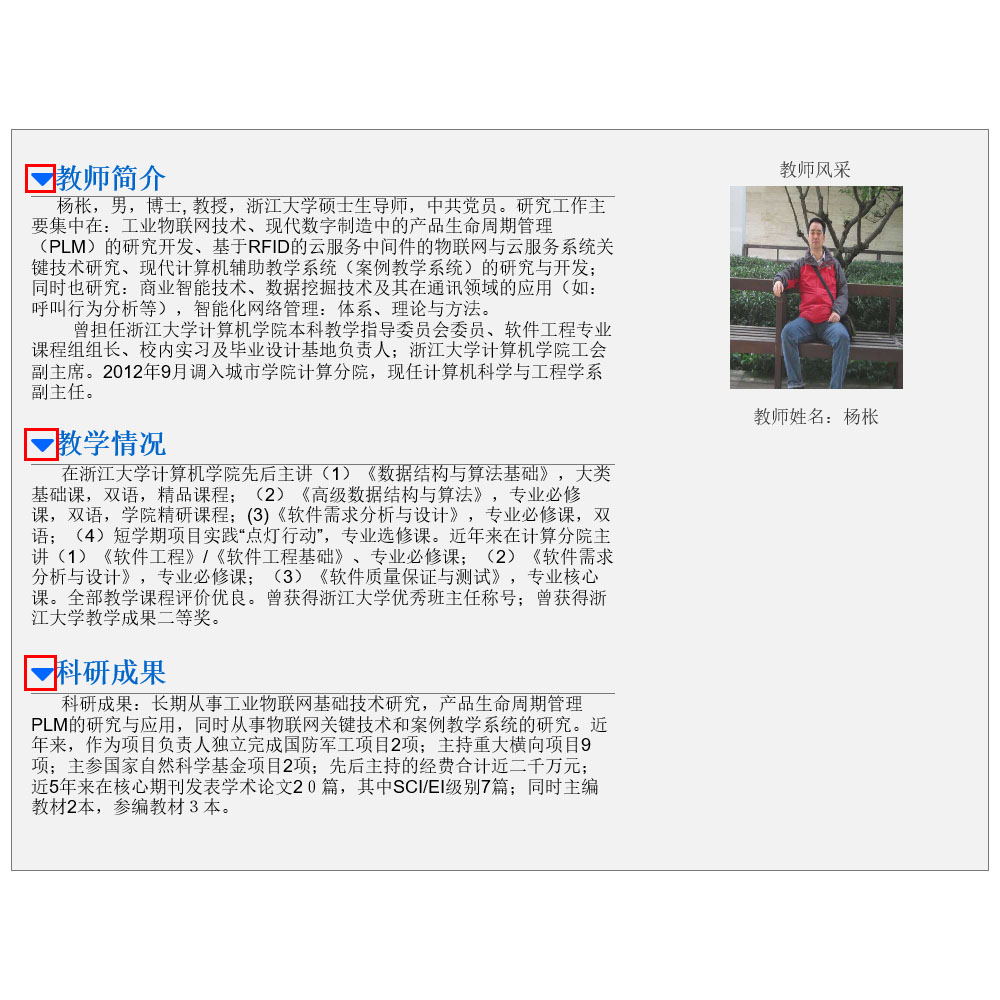 教师简介
杨枨，男，博士, 教授，浙江大学硕士生导师，中共党员。研究工作主
要集中在：工业物联网技术、现代数字制造中的产品生命周期管理
（PLM）的研究开发、基于RFID的云服务中间件的物联网与云服务系统关
键技术研究、现代计算机辅助教学系统（案例教学系统）的研究与开发；
同时也研究：商业智能技术、数据挖掘技术及其在通讯领域的应用（如：
呼叫行为分析等），智能化网络管理：体系、理论与方法。
曾担任浙江大学计算机学院本科教学指导委员会委员、软件工程专业
课程组组长、校内实习及毕业设计基地负责人；浙江大学计算机学院工会
副主席。2012年9月调入城市学院计算分院，现任计算机科学与工程学系
副主任。
教学情况
在浙江大学计算机学院先后主讲（1）《数据结构与算法基础》，大类
基础课，双语，精品课程；（2）《高级数据结构与算法》，专业必修
课，双语，学院精研课程；(3)《软件需求分析与设计》，专业必修课，双
语；（4）短学期项目实践“点灯行动”，专业选修课。近年来在计算分院主
讲（1）《软件工程》/《软件工程基础》、专业必修课；（2）《软件需求
分析与设计》，专业必修课；（3）《软件质量保证与测试》，专业核心
课。全部教学课程评价优良。曾获得浙江大学优秀班主任称号；曾获得浙
江大学教学成果二等奖。
科研成果
科研成果：长期从事工业物联网基础技术研究，产品生命周期管理
PLM的研究与应用，同时从事物联网关键技术和案例教学系统的研究。近
年来，作为项目负责人独立完成国防军工项目2项；主持重大横向项目9
项；主参国家自然科学基金项目2项；先后主持的经费合计近二千万元；
近5年来在核心期刊发表学术论文2０篇，其中SCI/EI级别7篇；同时主编
教材2本，参编教材３本。
教师风采
教师姓名：杨枨